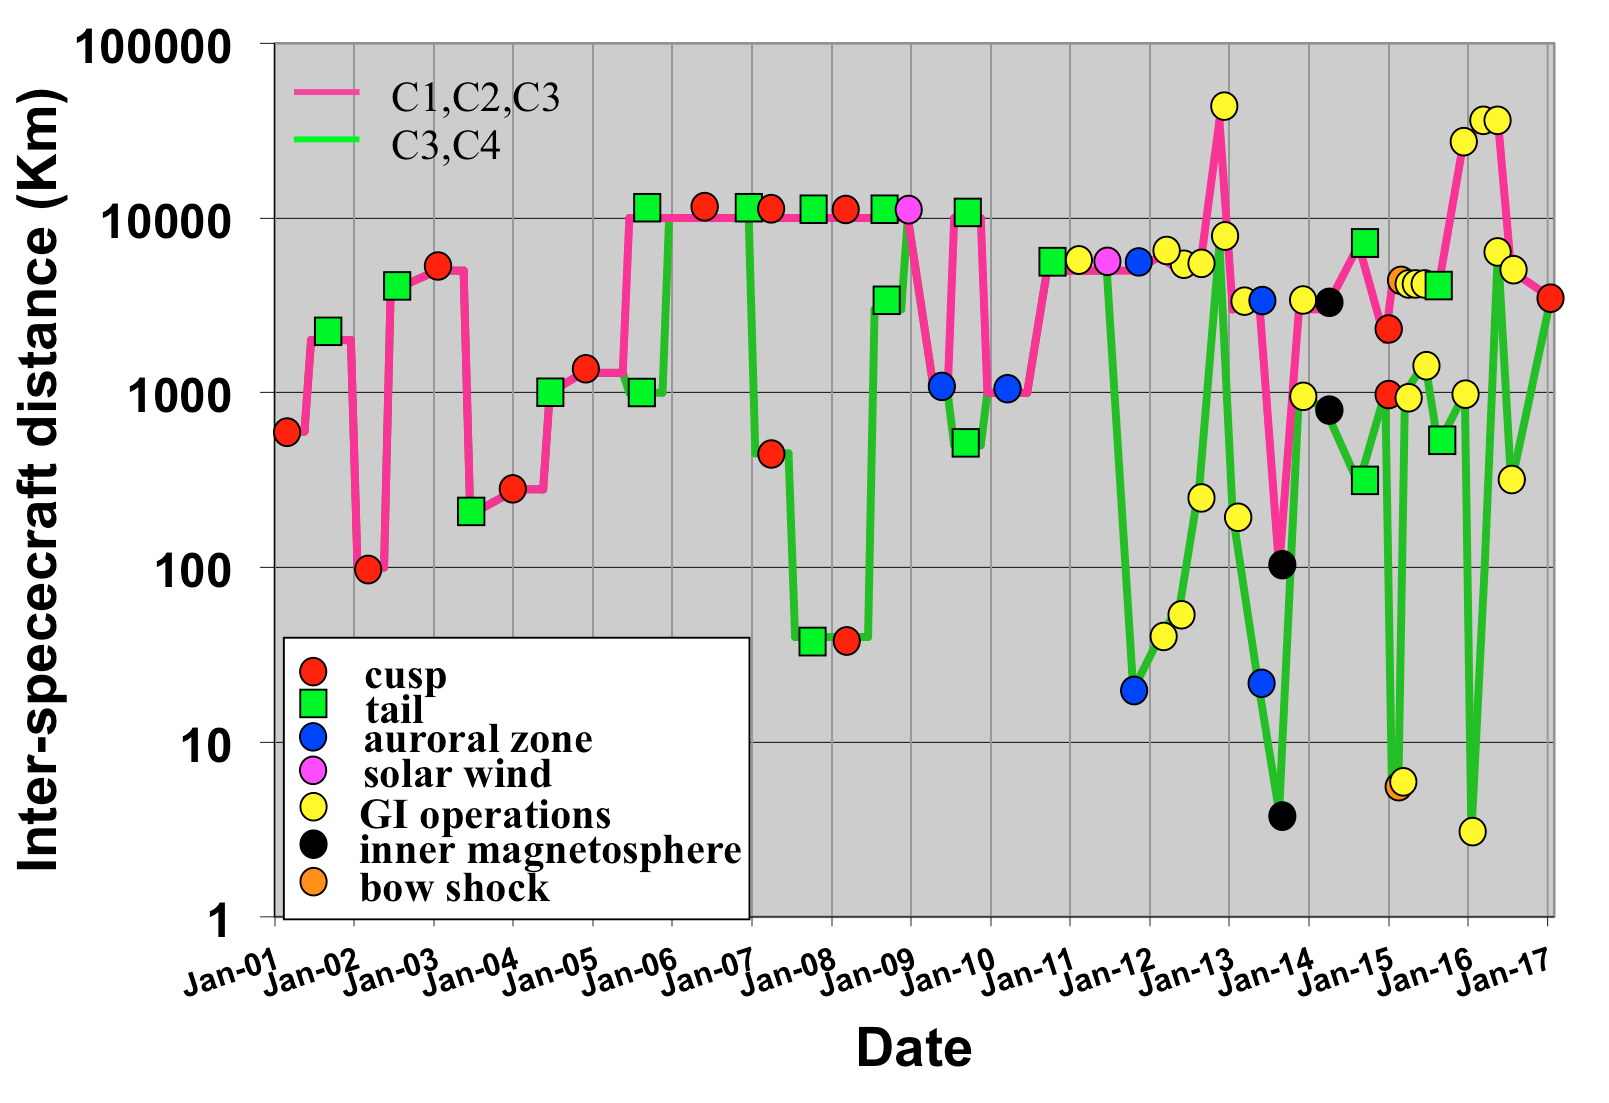 Inter-spececraft distance (Km)
100000
10000
1000
100
10
1
C1,C2,C3
C3,C4
cusp
tail
auroral zone
solar wind
GI operations
inner magnetosphere
bow shock
Jan-01
Jan-02
Jan-03
Jan-04
Jan-05
Jan-06
Jan-07
Jan-08
Jan-09
Jan-10
Jan-11
Jan-12
Jan-13
Jan-14
Jan-15
Jan-16
Jan-17
Date